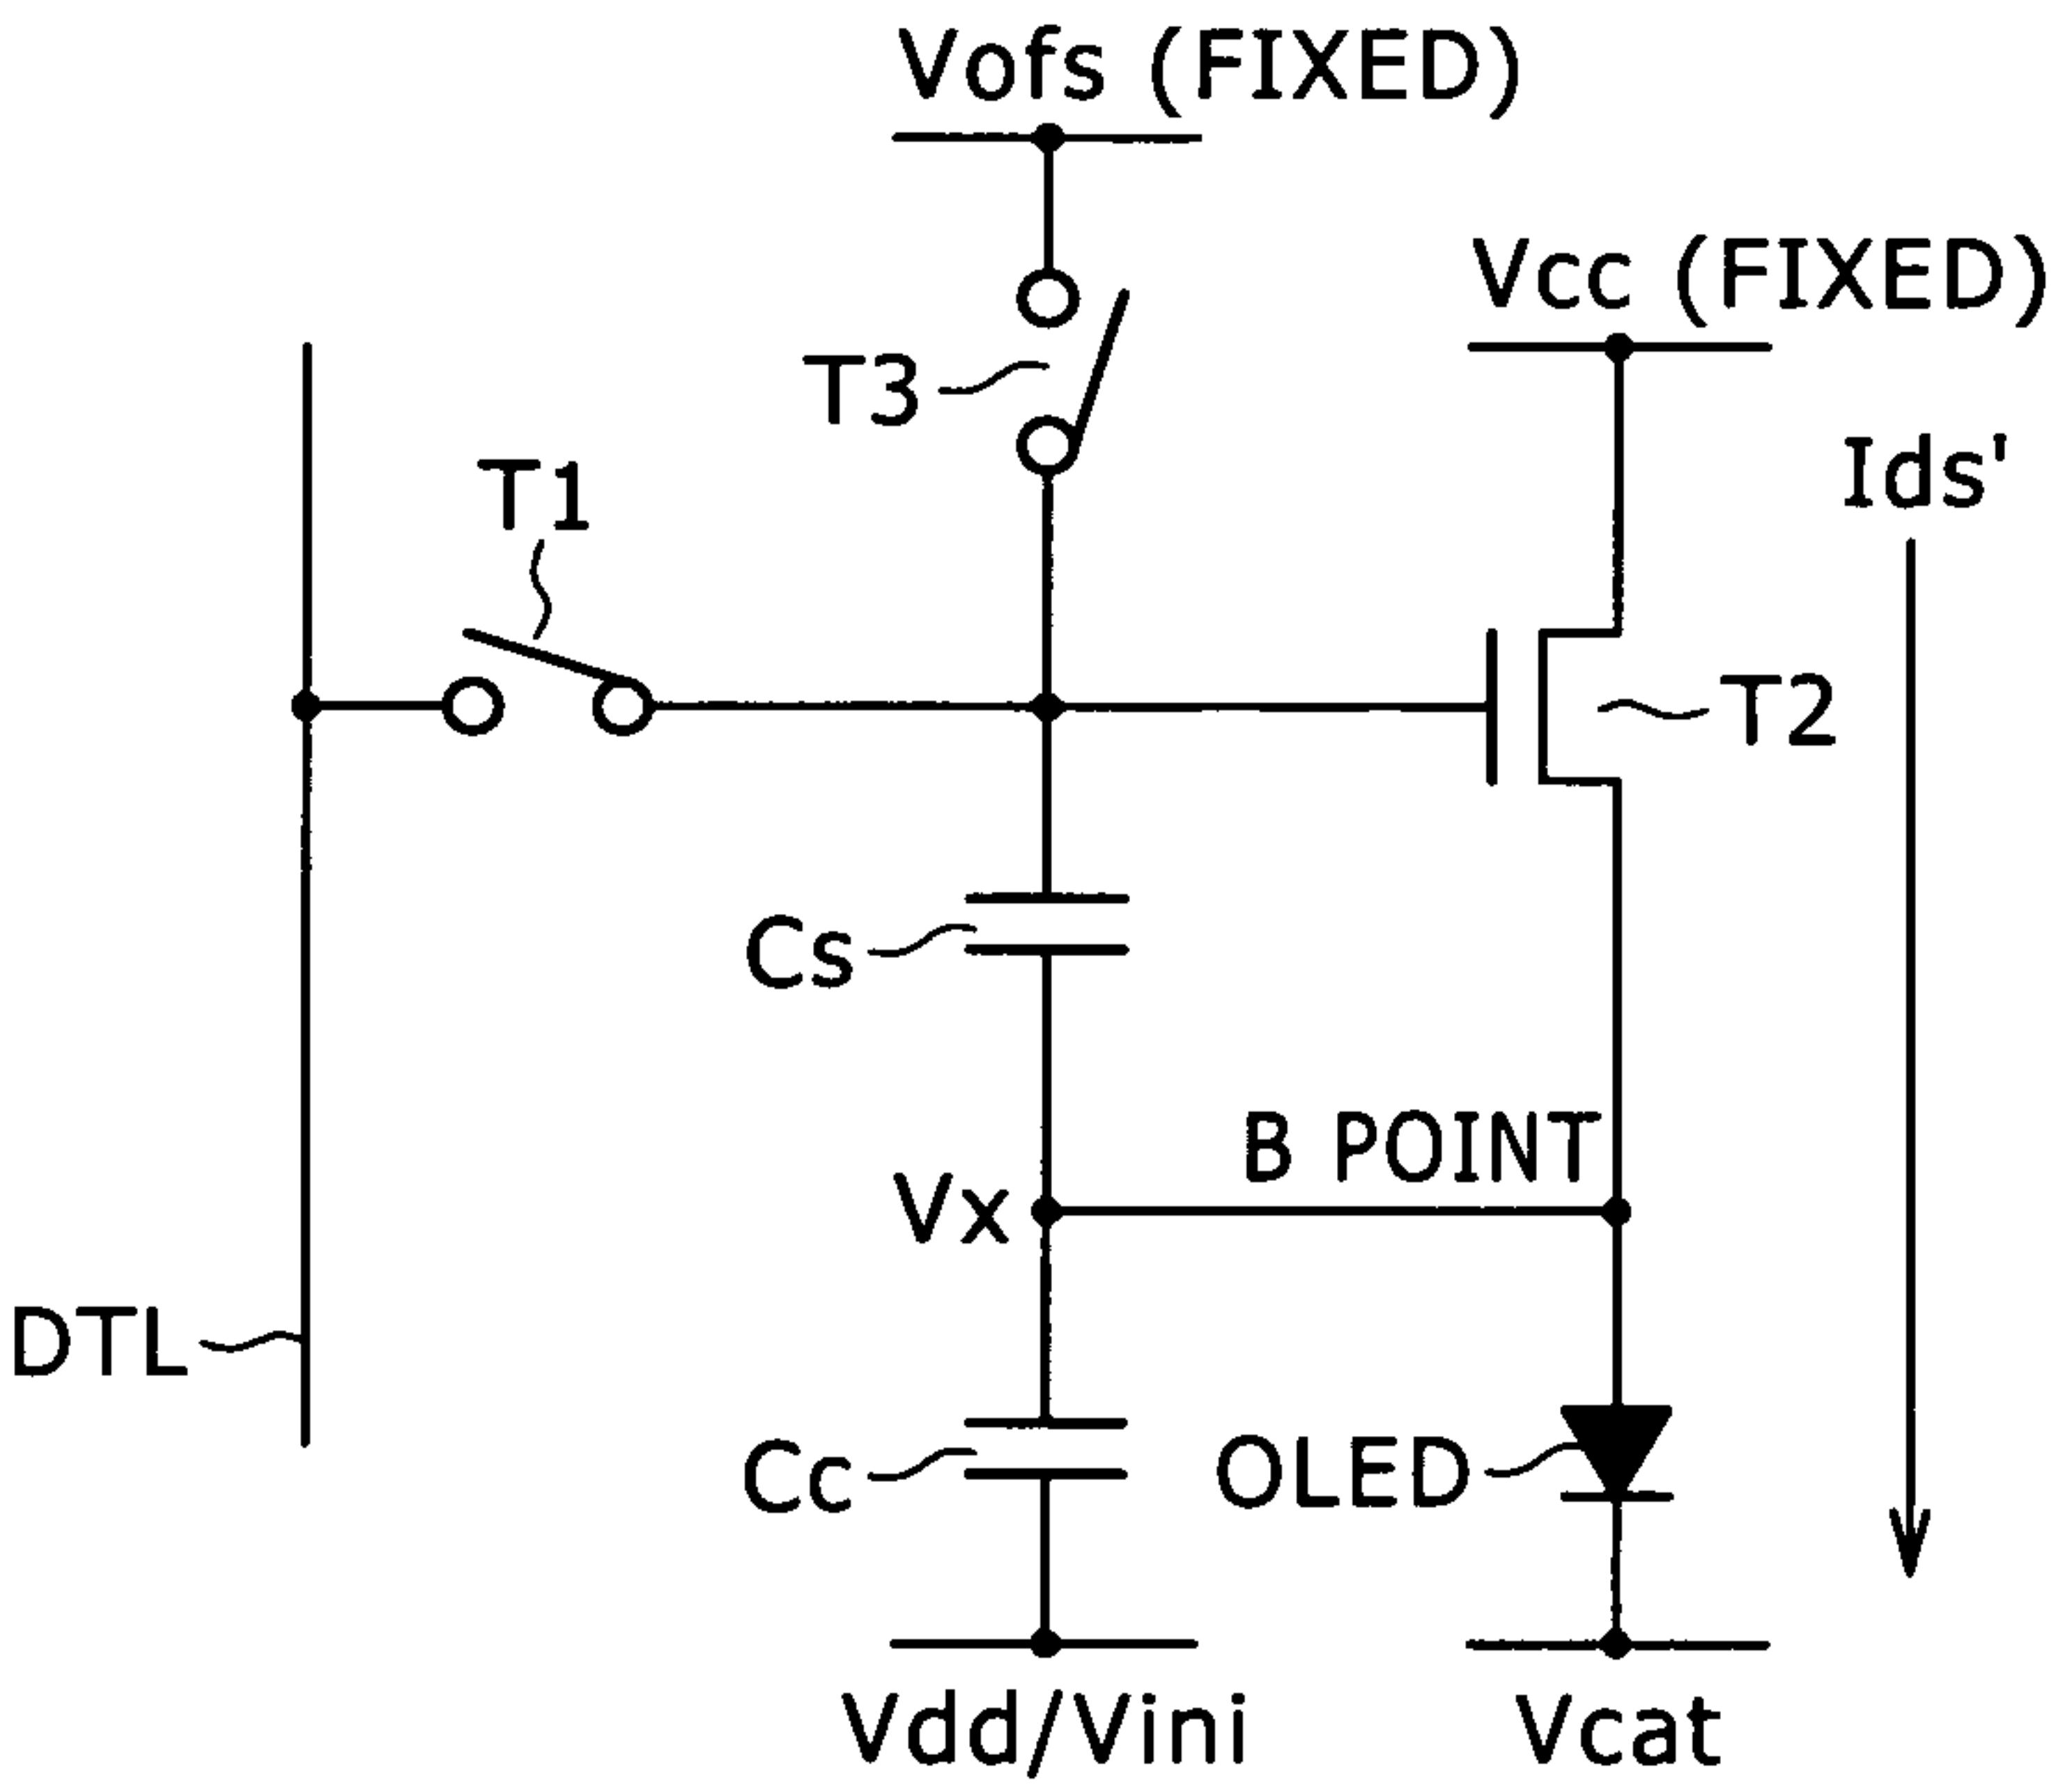 Vofs (FIXED)
Vcc (FIXED)
T3
Ids'
T1
T2
Cs
B POINT
Vx
DTL
Cc
OLED
Vdd/Vini
Vcat